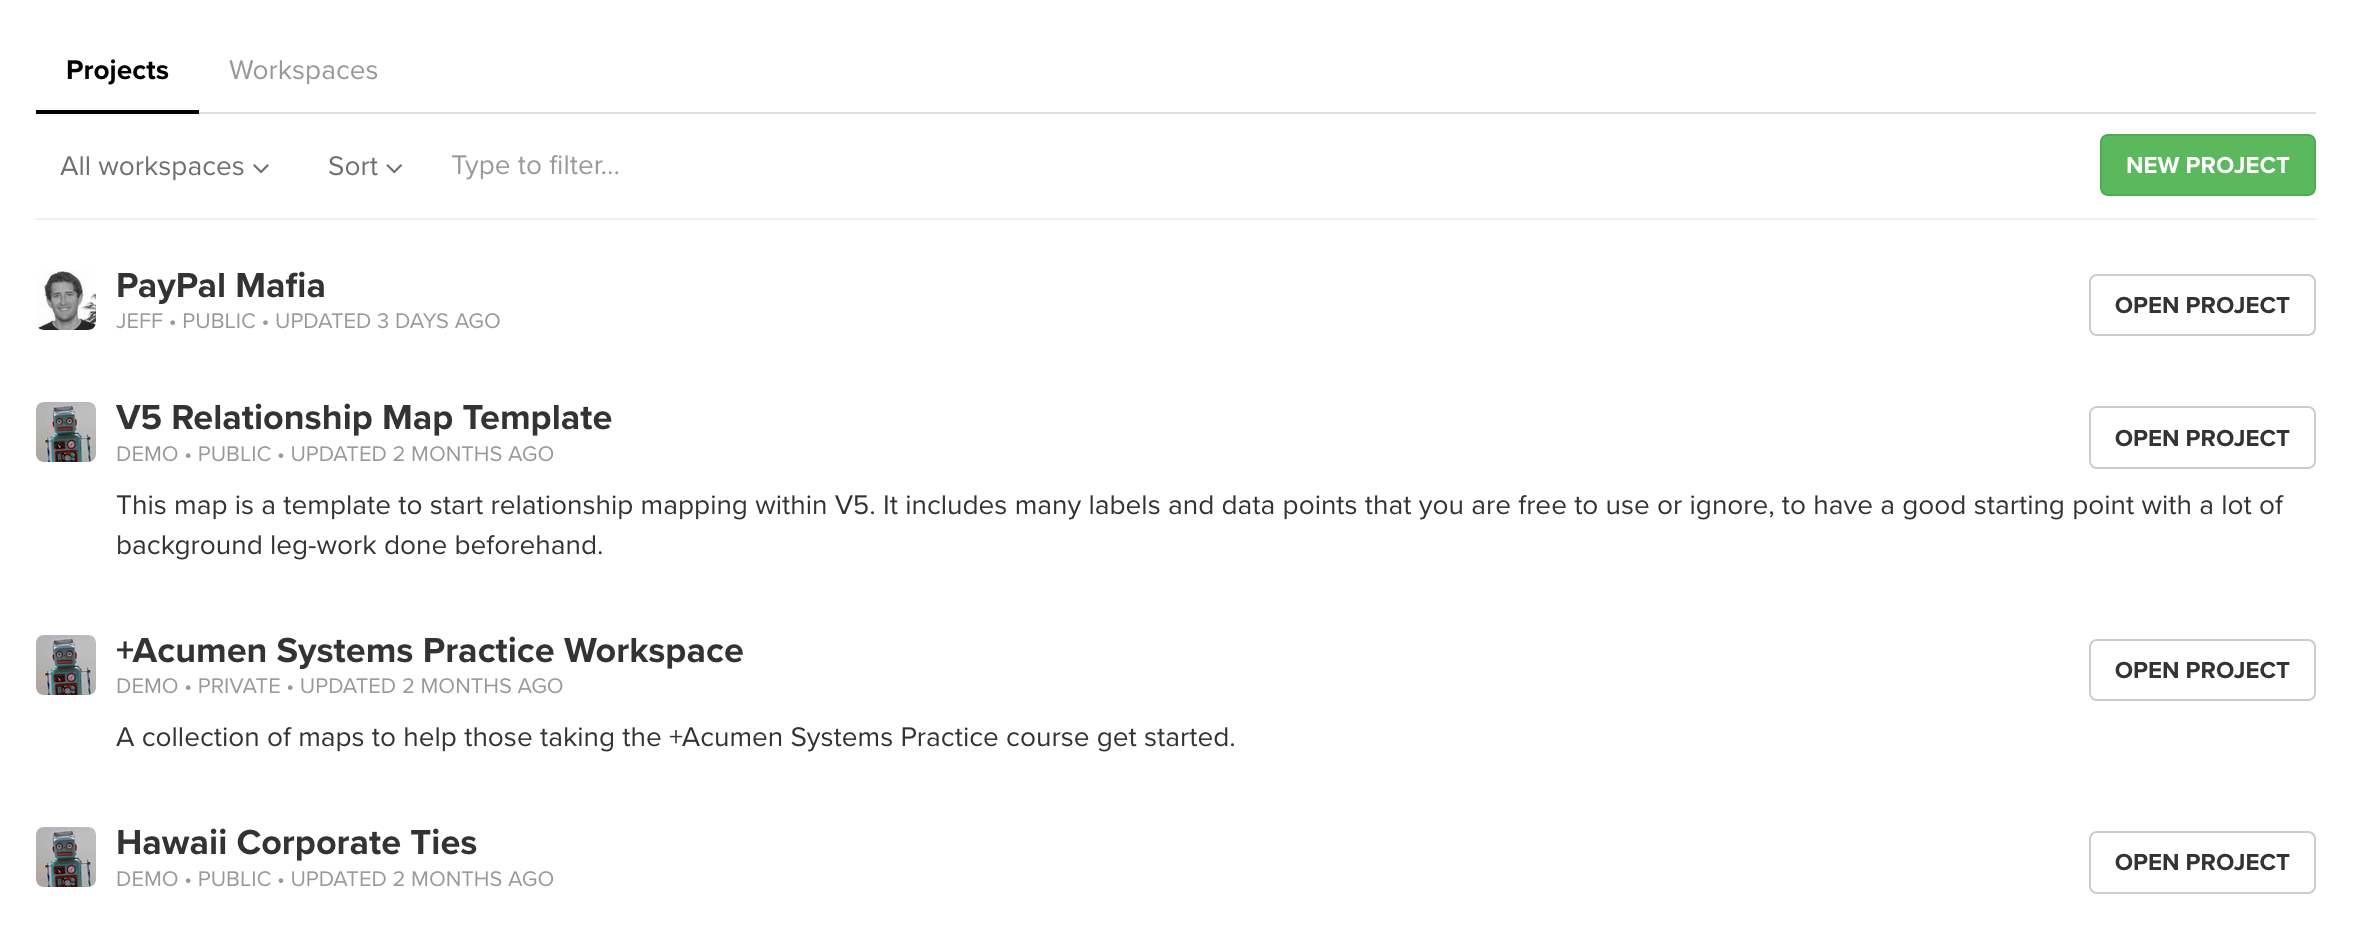 Projects
Workspaces
All workspaces
Sort
Type to filter...
NEW PROJECT
PayPal Mafia
JEFF • PUBLIC • UPDATED 3 DAYS AGO
OPEN PROJECT
V5 Relationship Map Template
DEMO • PUBLIC • UPDATED 2 MONTHS AGO
OPEN PROJECT
This map is a template to start relationship mapping within V5. It includes many labels and data points that you are free to use or ignore, to have a good starting point with a lot of
background leg-work done beforehand.
+Acumen Systems Practice Workspace
DEMO • PRIVATE • UPDATED 2 MONTHS AGO
OPEN PROJECT
A collection of maps to help those taking the +Acumen Systems Practice course get started.
Hawaii Corporate Ties
DEMO • PUBLIC • UPDATED 2 MONTHS AGO
OPEN PROJECT